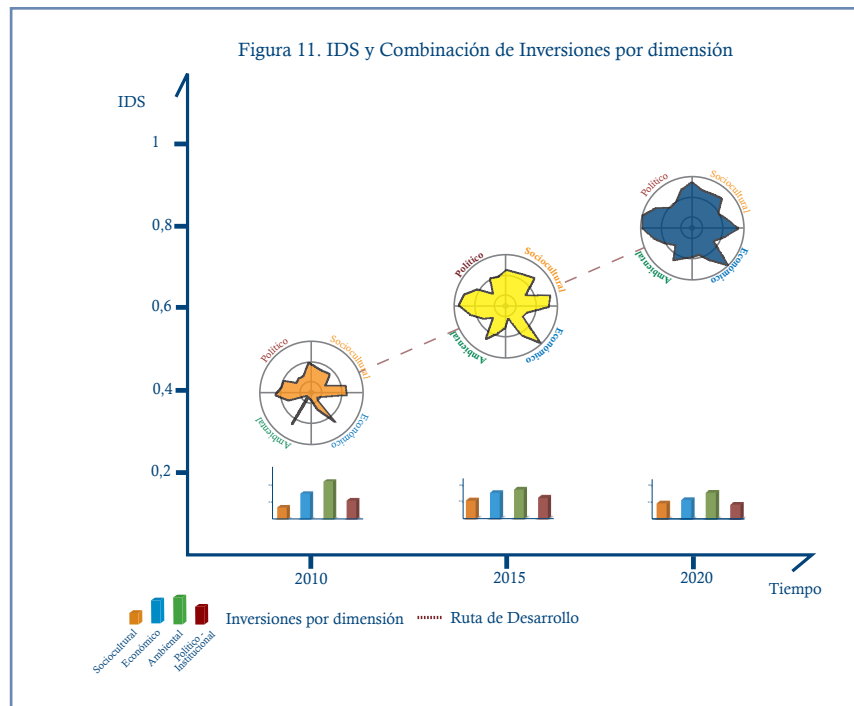 Figura 11. IDS y Combinación de Inversiones por dimensión
IDS
1
0,8
0,6
0,4
0,2
Político
Sociocultural
Ambiental
Económico
Político
Sociocultural
Ambiental
Económico
Político
Sociocultural
Ambiental
Económico
2010
2015
2020
Tiempo
Sociocultural
Económico
Ambiental
Político -
Institucional
Inversiones por dimensión
Ruta de Desarrollo